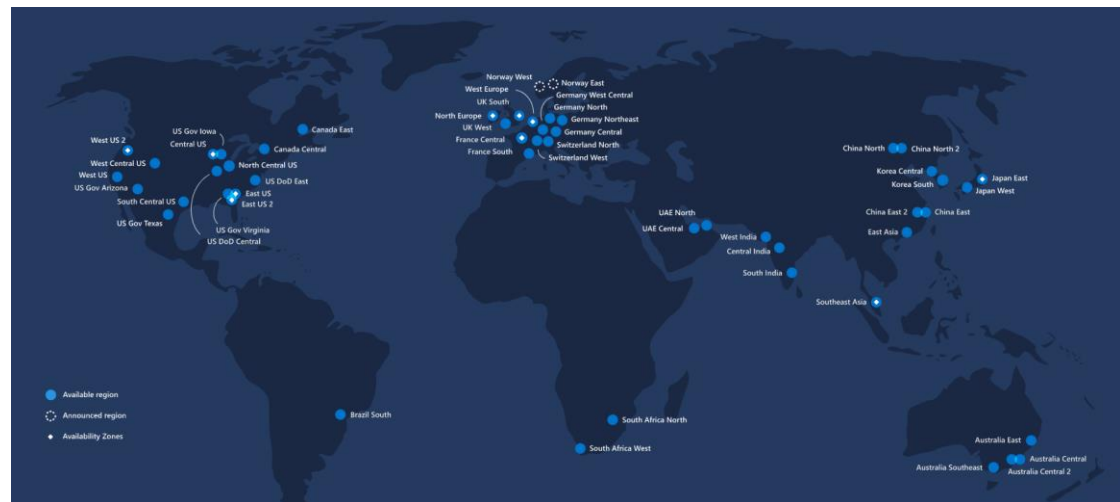 Norway West
Norway East
West Europe
Germany West Central
UK South
Germany North
North Europe
Germany Northeast
UK West
Germany Central
France Central
Switzerland North
France South
Switzerland West
Canada East
US Gov Iowa
West US 2
Central US
Canada Central
West Central US
North Central US
West US
US DoD East
US Gov Arizona
East US
South Central US
East US 2
US Gov Texas
US Gov Virginia
US DoD Central
China North
China North 2
Korea Central
Korea South
Japan East
Japan West
UAE North
China East 2
China East
UAE Central
West India
East Asia
Central India
South India
Southeast Asia
Available region
Announced region
Availability Zones
Brazil South
South Africa North
South Africa West
Australia East
Australia Central
Australia Southeast
Australia Central 2